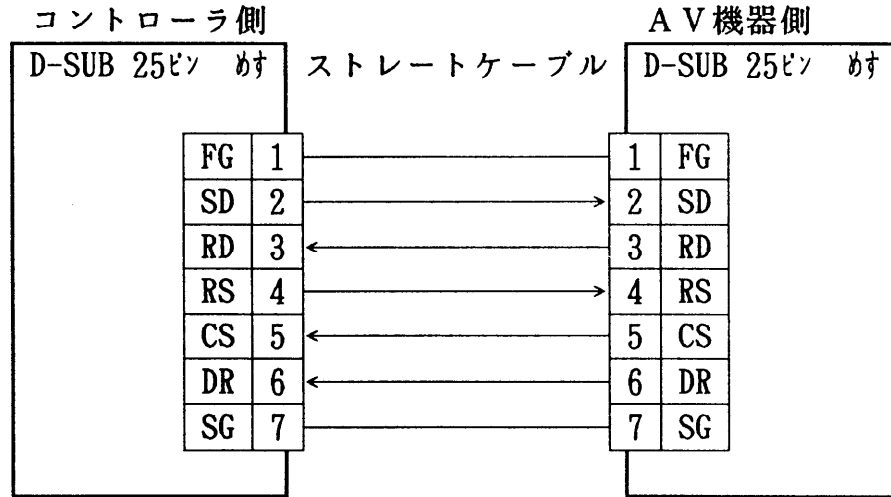 コントローラ側 AV機器側
D-SUB 25ピン めす ストレートケーブル D-SUB 25ピン めす
FG 1 1 FG
SD 2 2 SD
RD 3 3 RD
RS 4 4 RS
CS 5 5 CS
DR 6 6 DR
SG 7 7 SG